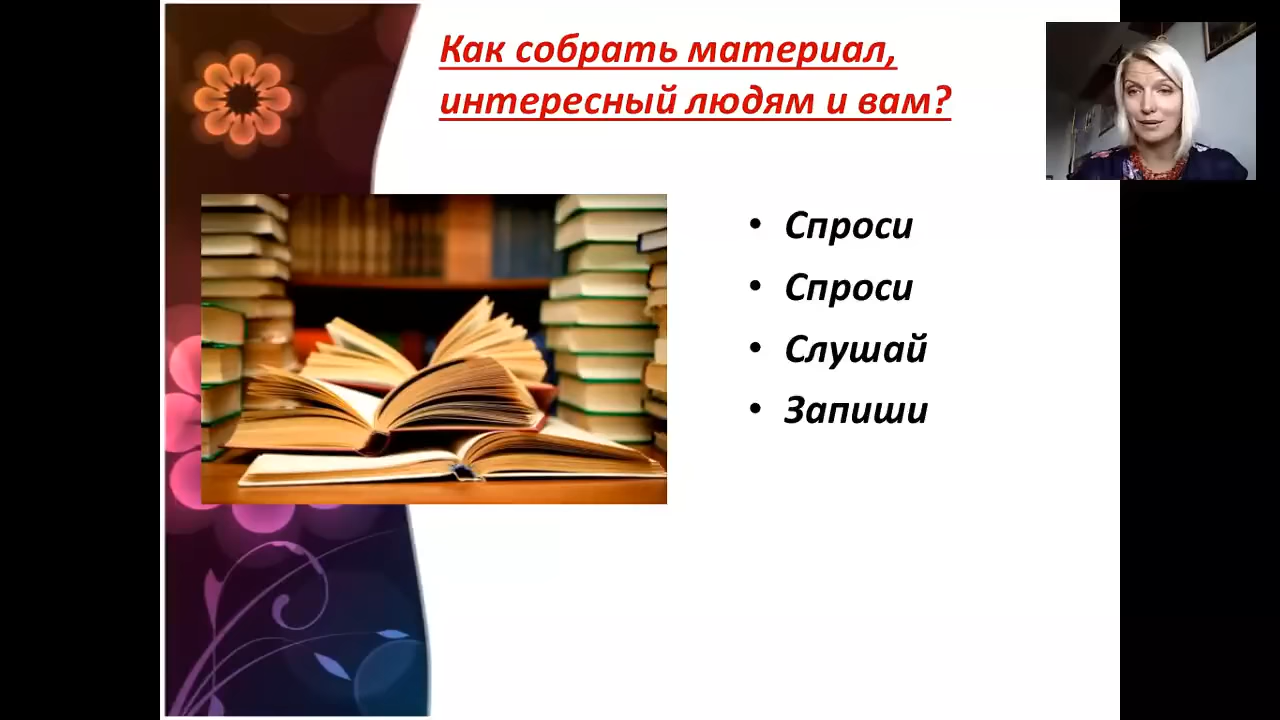 Как собрать материал,
интересный людям и вам?
• Спроси
• Спроси
• Слушай
• Запиши